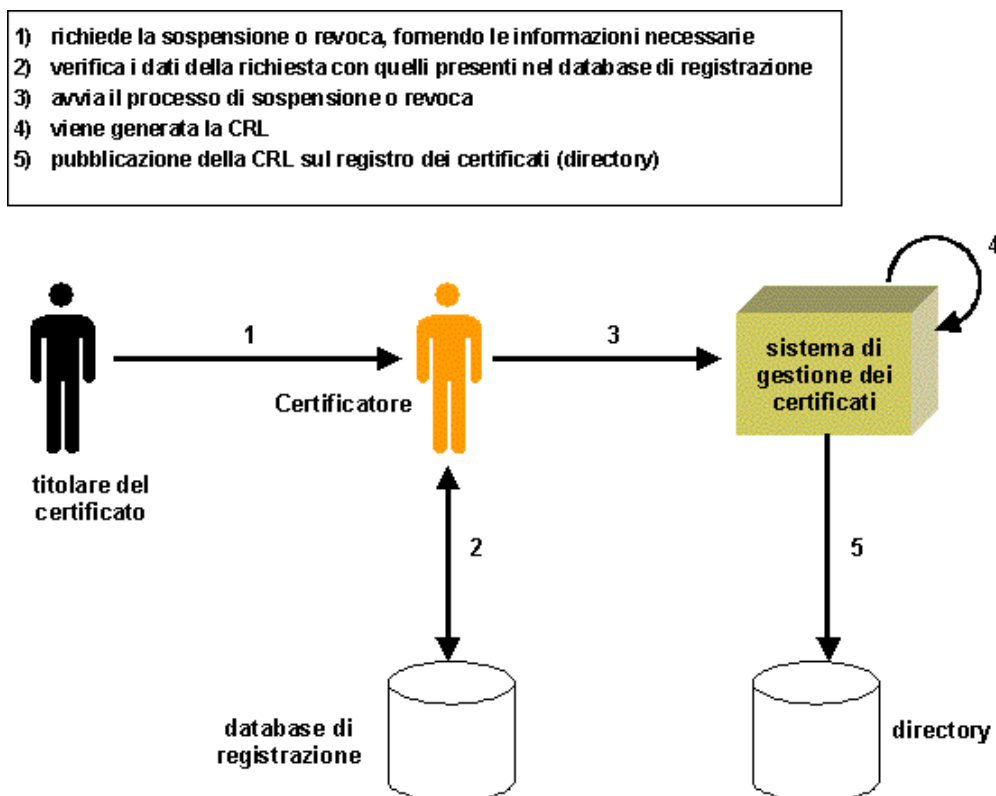 1) richiede la sospensione o revoca, fornendo le informazioni necessarie
2) verifica i dati della richiesta con quelli presenti nel database di registrazione
3) avvia il processo di sospensione o revoca
4) viene generata la CRL
5) pubblicazione della CRL sul registro dei certificati (directory)
4
1
3
sistema di
gestione dei
certificati
Certificatore
titolare del
certificato
2
5
database di
registrazione
directory